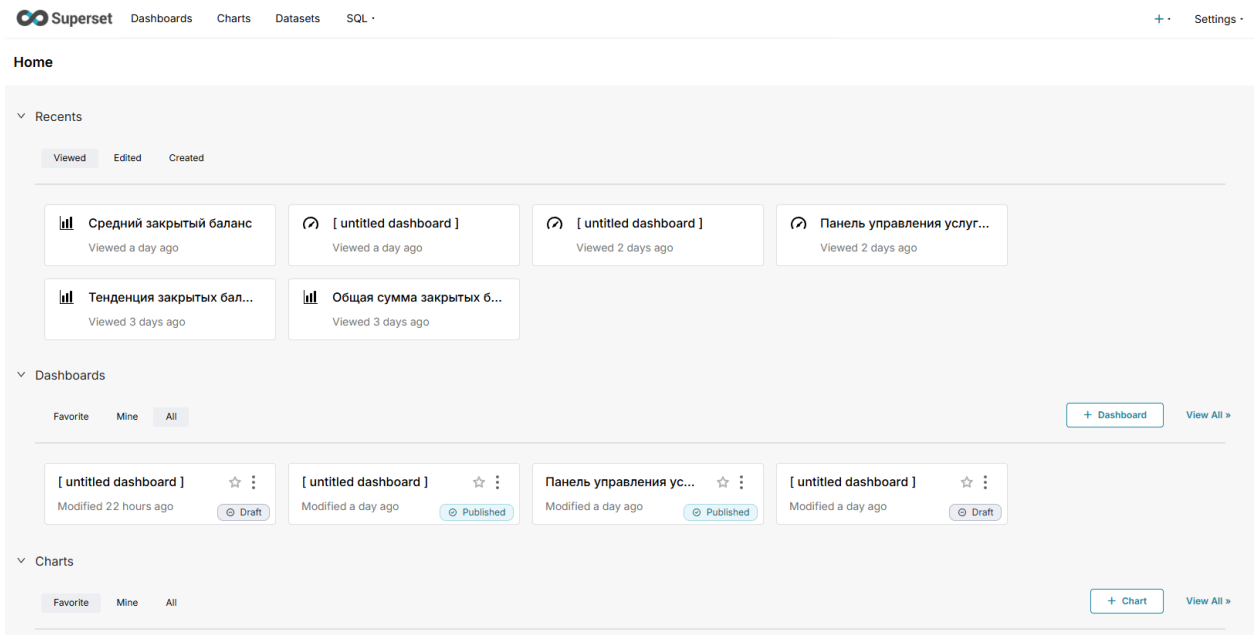 Superset Dashboards Charts Datasets SQL + Settings
Home
Recents
Viewed Edited Created
Средний закрытый баланс
Viewed a day ago
[ untitled dashboard ]
Viewed a day ago
[ untitled dashboard ]
Viewed 2 days ago
Панель управления услуг...
Viewed 2 days ago
Тенденция закрытых бал...
Viewed 3 days ago
Общая сумма закрытых б...
Viewed 3 days ago
Dashboards
Favorite Mine All + Dashboard View All »
[ untitled dashboard ]
Modified 22 hours ago Draft
[ untitled dashboard ]
Modified a day ago Published
Панель управления ус...
Modified a day ago Published
[ untitled dashboard ]
Modified a day ago Draft
Charts
Favorite Mine All + Chart View All »